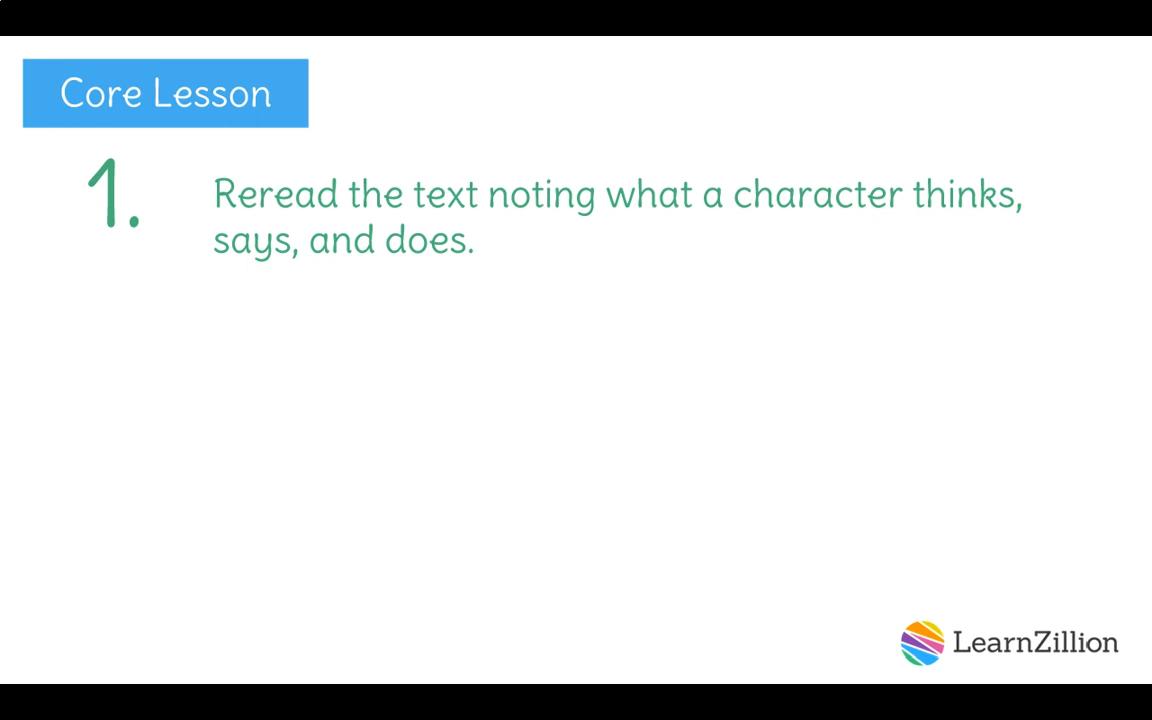 Core Lesson
1.
Reread the text noting what a character thinks,
says, and does.
LearnZillion